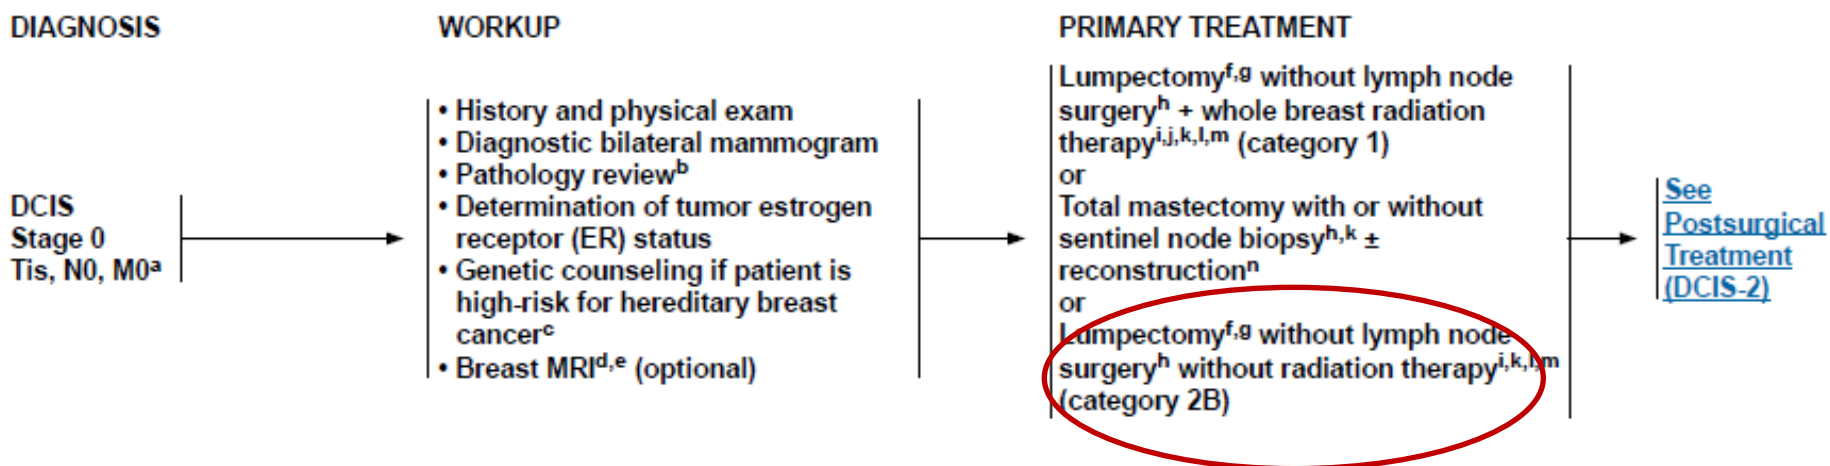 DIAGNOSIS
WORKUP
PRIMARY TREATMENT
DCIS
Stage 0
Tis, N0, M0ᵃ
• History and physical exam
• Diagnostic bilateral mammogram
• Pathology reviewᵇ
• Determination of tumor estrogen
receptor (ER) status
• Genetic counseling if patient is
high-risk for hereditary breast
cancerᶜ
• Breast MRIᵈ,ᵉ (optional)
Lumpectomyᶠ,ᵍ without lymph node
surgeryʰ + whole breast radiation
therapyⁱ,ʲ,ᵏ,ˡ,ᵐ (category 1)
or
Total mastectomy with or without
sentinel node biopsyʰ,ᵏ ±
reconstructionⁿ
or
Lumpectomyᶠ,ᵍ without lymph node
surgeryʰ without radiation therapyⁱ,ᵏ,ˡ,ᵐ
(category 2B)
See
Postsurgical
Treatment
(DCIS-2)